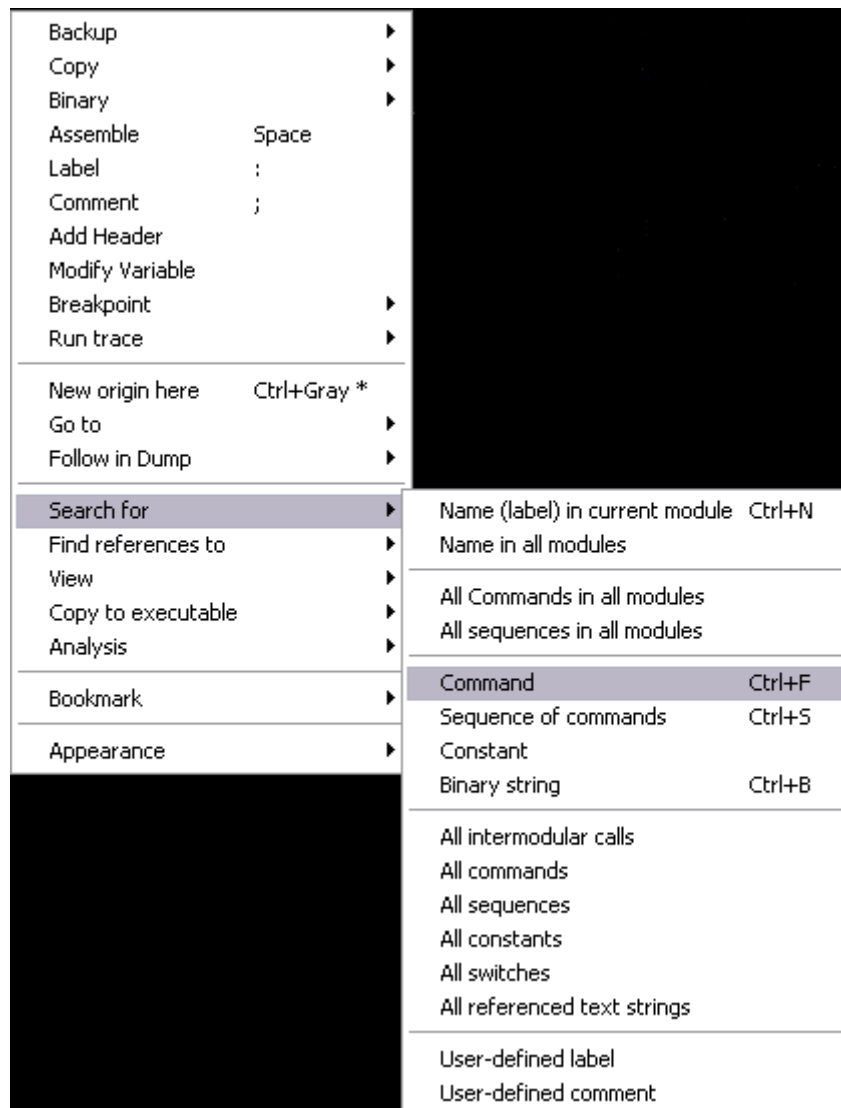 Backup
Copy
Binary
Assemble Space
Label :
Comment ;
Add Header
Modify Variable
Breakpoint
Run trace
New origin here Ctrl+Gray *
Go to
Follow in Dump
Search for
Find references to
View
Copy to executable
Analysis
Bookmark
Appearance
Name (label) in current module Ctrl+N
Name in all modules
All Commands in all modules
All sequences in all modules
Command Ctrl+F
Sequence of commands Ctrl+S
Constant
Binary string Ctrl+B
All intermodular calls
All commands
All sequences
All constants
All switches
All referenced text strings
User-defined label
User-defined comment